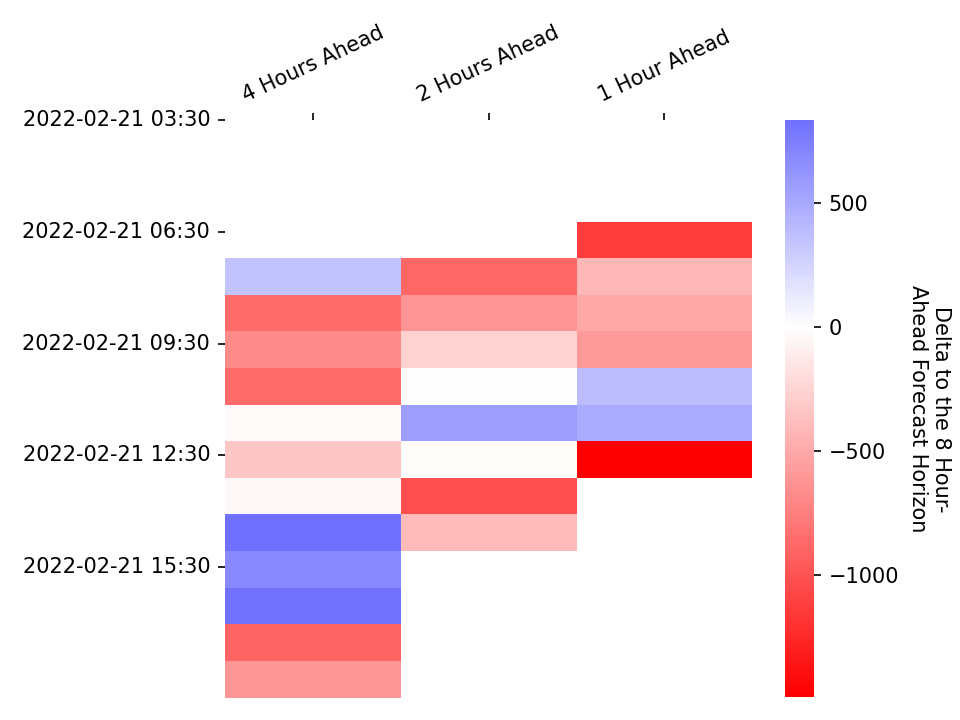 4 Hours Ahead
2 Hours Ahead
1 Hour Ahead
2022-02-21 03:30
2022-02-21 06:30
2022-02-21 09:30
2022-02-21 12:30
2022-02-21 15:30
500
0
−500
−1000
Delta to the 8 Hour-
Ahead Forecast Horizon